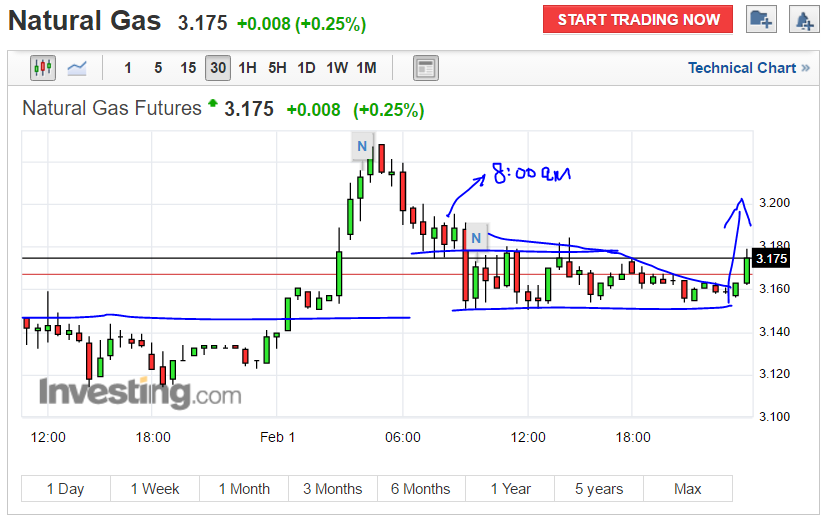 Natural Gas 3.175 +0.008 (+0.25%) START TRADING NOW
1 5 15 30 1H 5H 1D 1W 1M Technical Chart »
Natural Gas Futures 3.175 +0.008 (+0.25%)
N
8:00am
3.200
N
3.180
3.175
3.160
3.140
3.120
Investing.com
3.100
12:00 18:00 Feb 1 06:00 12:00 18:00
1 Day 1 Week 1 Month 3 Months 6 Months 1 Year 5 years Max